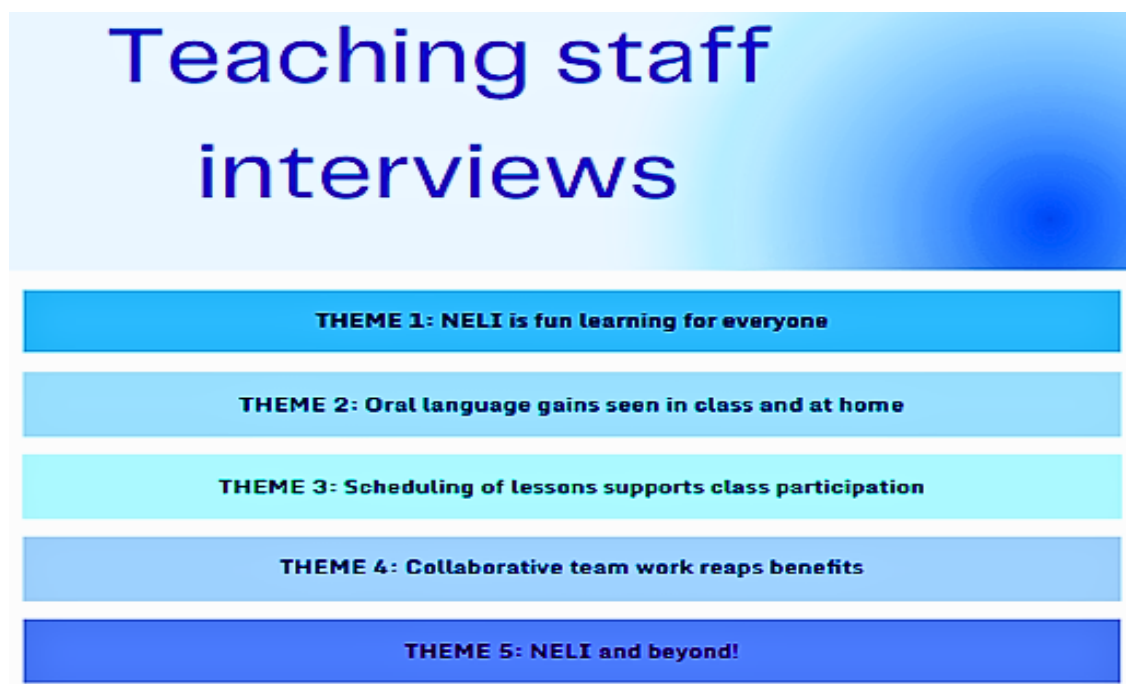 Teaching staff
interviews
THEME 1: NELI is fun learning for everyone
THEME 2: Oral language gains seen in class and at home
THEME 3: Scheduling of lessons supports class participation
THEME 4: Collaborative team work reaps benefits
THEME 5: NELI and beyond!